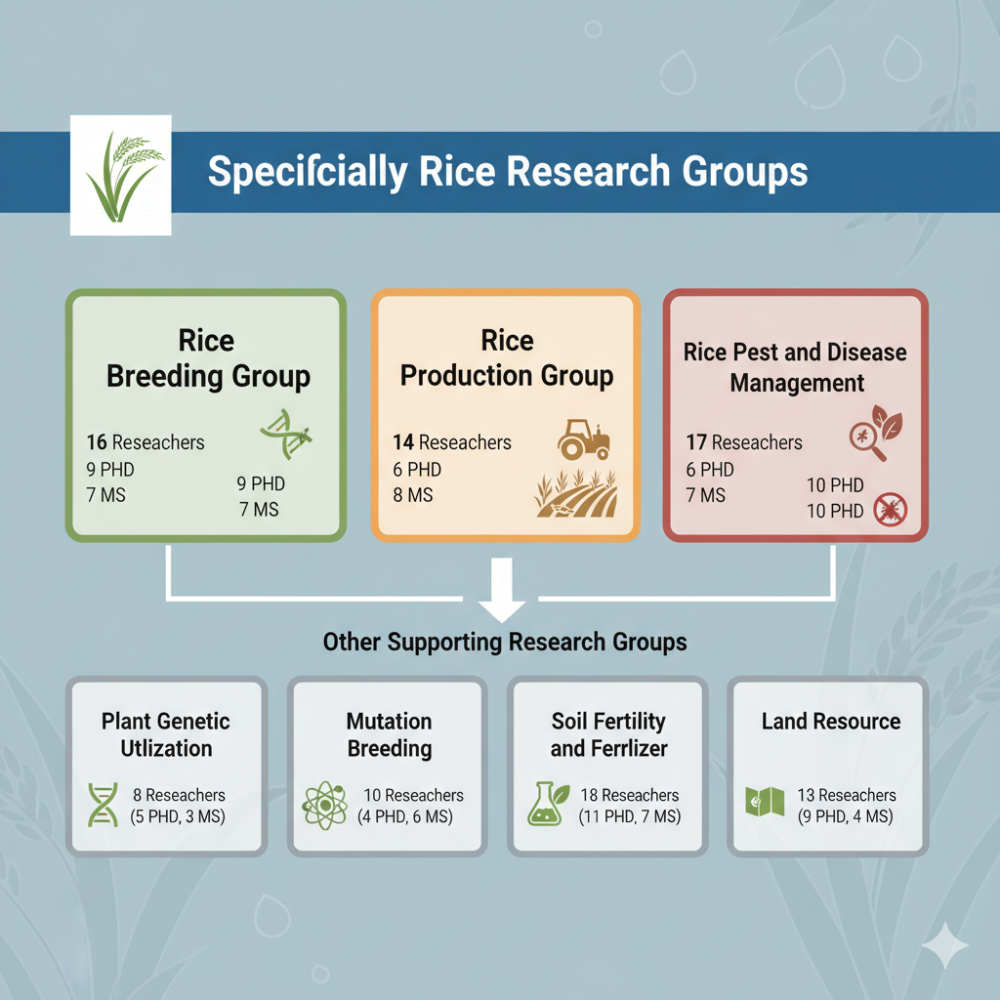 Specifcially Rice Research Groups
Rice
Breeding Group
16 Reseachers
9 PHD
7 MS
9 PHD
7 MS
Rice
Production Group
14 Reseachers
6 PHD
8 MS
Rice Pest and Disease
Management
17 Reseachers
6 PHD
7 MS
10 PHD
10 PHD
Other Supporting Research Groups
Plant Genetic
Utlization
8 Reseachers
(5 PHD, 3 MS)
Mutation
Breeding
10 Reseachers
(4 PHD, 6 MS)
Soil Fertility
and Ferrlizer
18 Reseachers
(11 PHD, 7 MS)
Land Resource
13 Reseachers
(9 PHD, 4 MS)